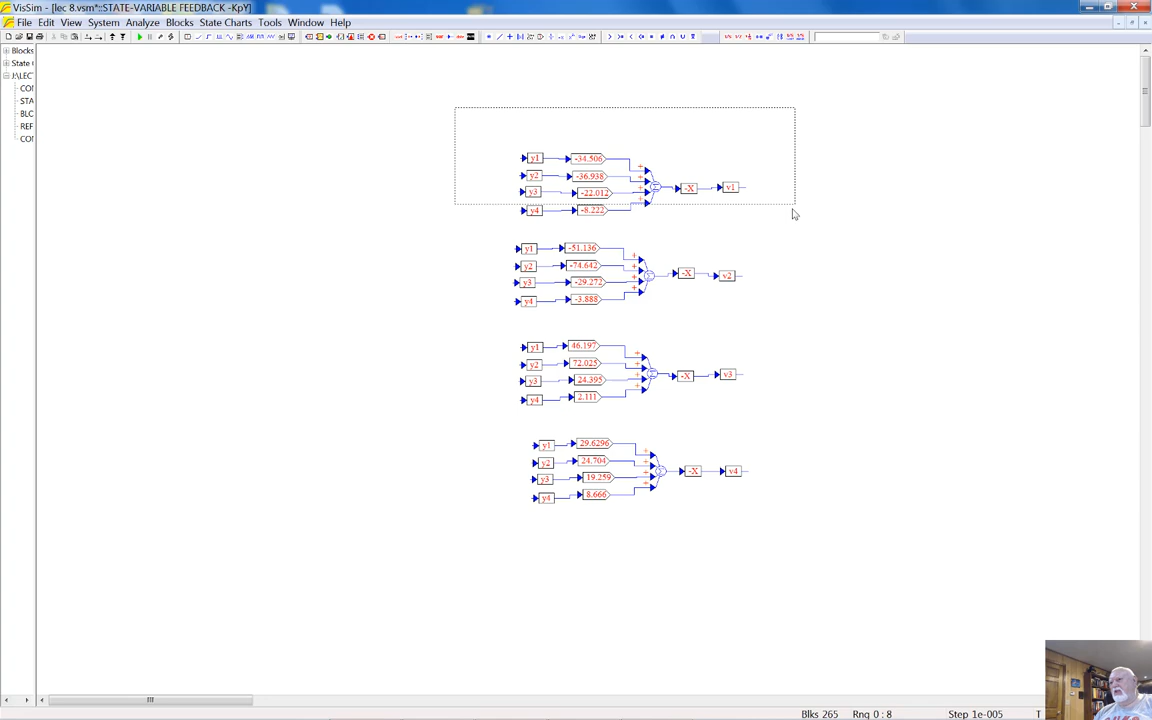 VisSim - [lec 8.vsm*::STATE-VARIABLE FEEDBACK -KpY]
File Edit View System Analyze Blocks State Charts Tools Window Help
Blocks
State
J:\LEC
CO
STA
BLO
REF
CO
y1 -34.506 +
y2 -36.938 +
y3 -22.012 + -X v1
y4 -8.222 +
y1 -51.136 +
y2 -74.642 +
y3 -29.272 + -X v2
y4 -3.888 +
y1 46.197 +
y2 72.025 +
y3 24.395 + -X v3
y4 2.111 +
y1 29.6296 +
y2 24.704 +
y3 19.259 + -X v4
y4 8.666 +
Blks 265 Rng 0 : 8 Step 1e-005 T